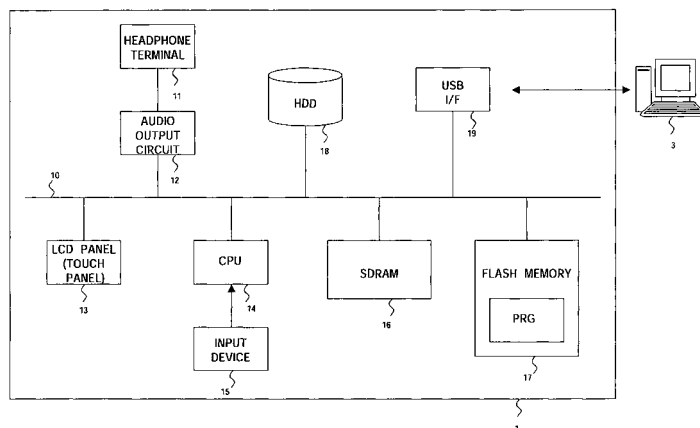 HEADPHONE
TERMINAL
11
AUDIO
OUTPUT
CIRCUIT
12
HDD
18
USB
I/F
19
3
10
LCD PANEL
(TOUCH
PANEL)
13
CPU
14
INPUT
DEVICE
15
SDRAM
16
FLASH MEMORY
PRG
17
1